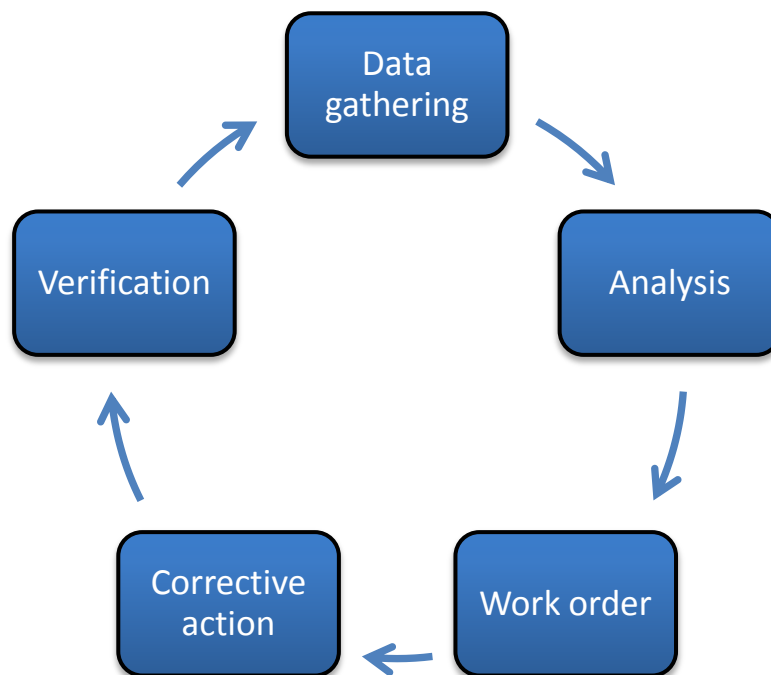 Data
gathering
Analysis
Work order
Corrective
action
Verification